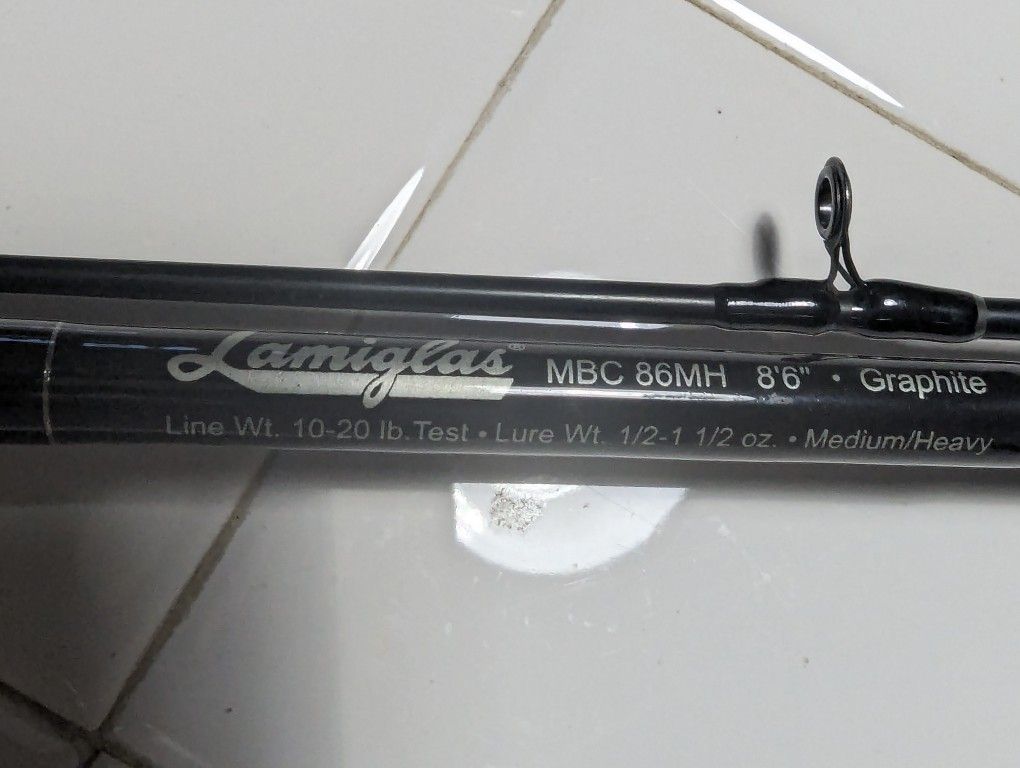 Lamiglas® MBC 86MH 8'6" • Graphite
Line Wt. 10-20 lb. Test • Lure Wt. 1/2-1 1/2 oz. • Medium/Heavy